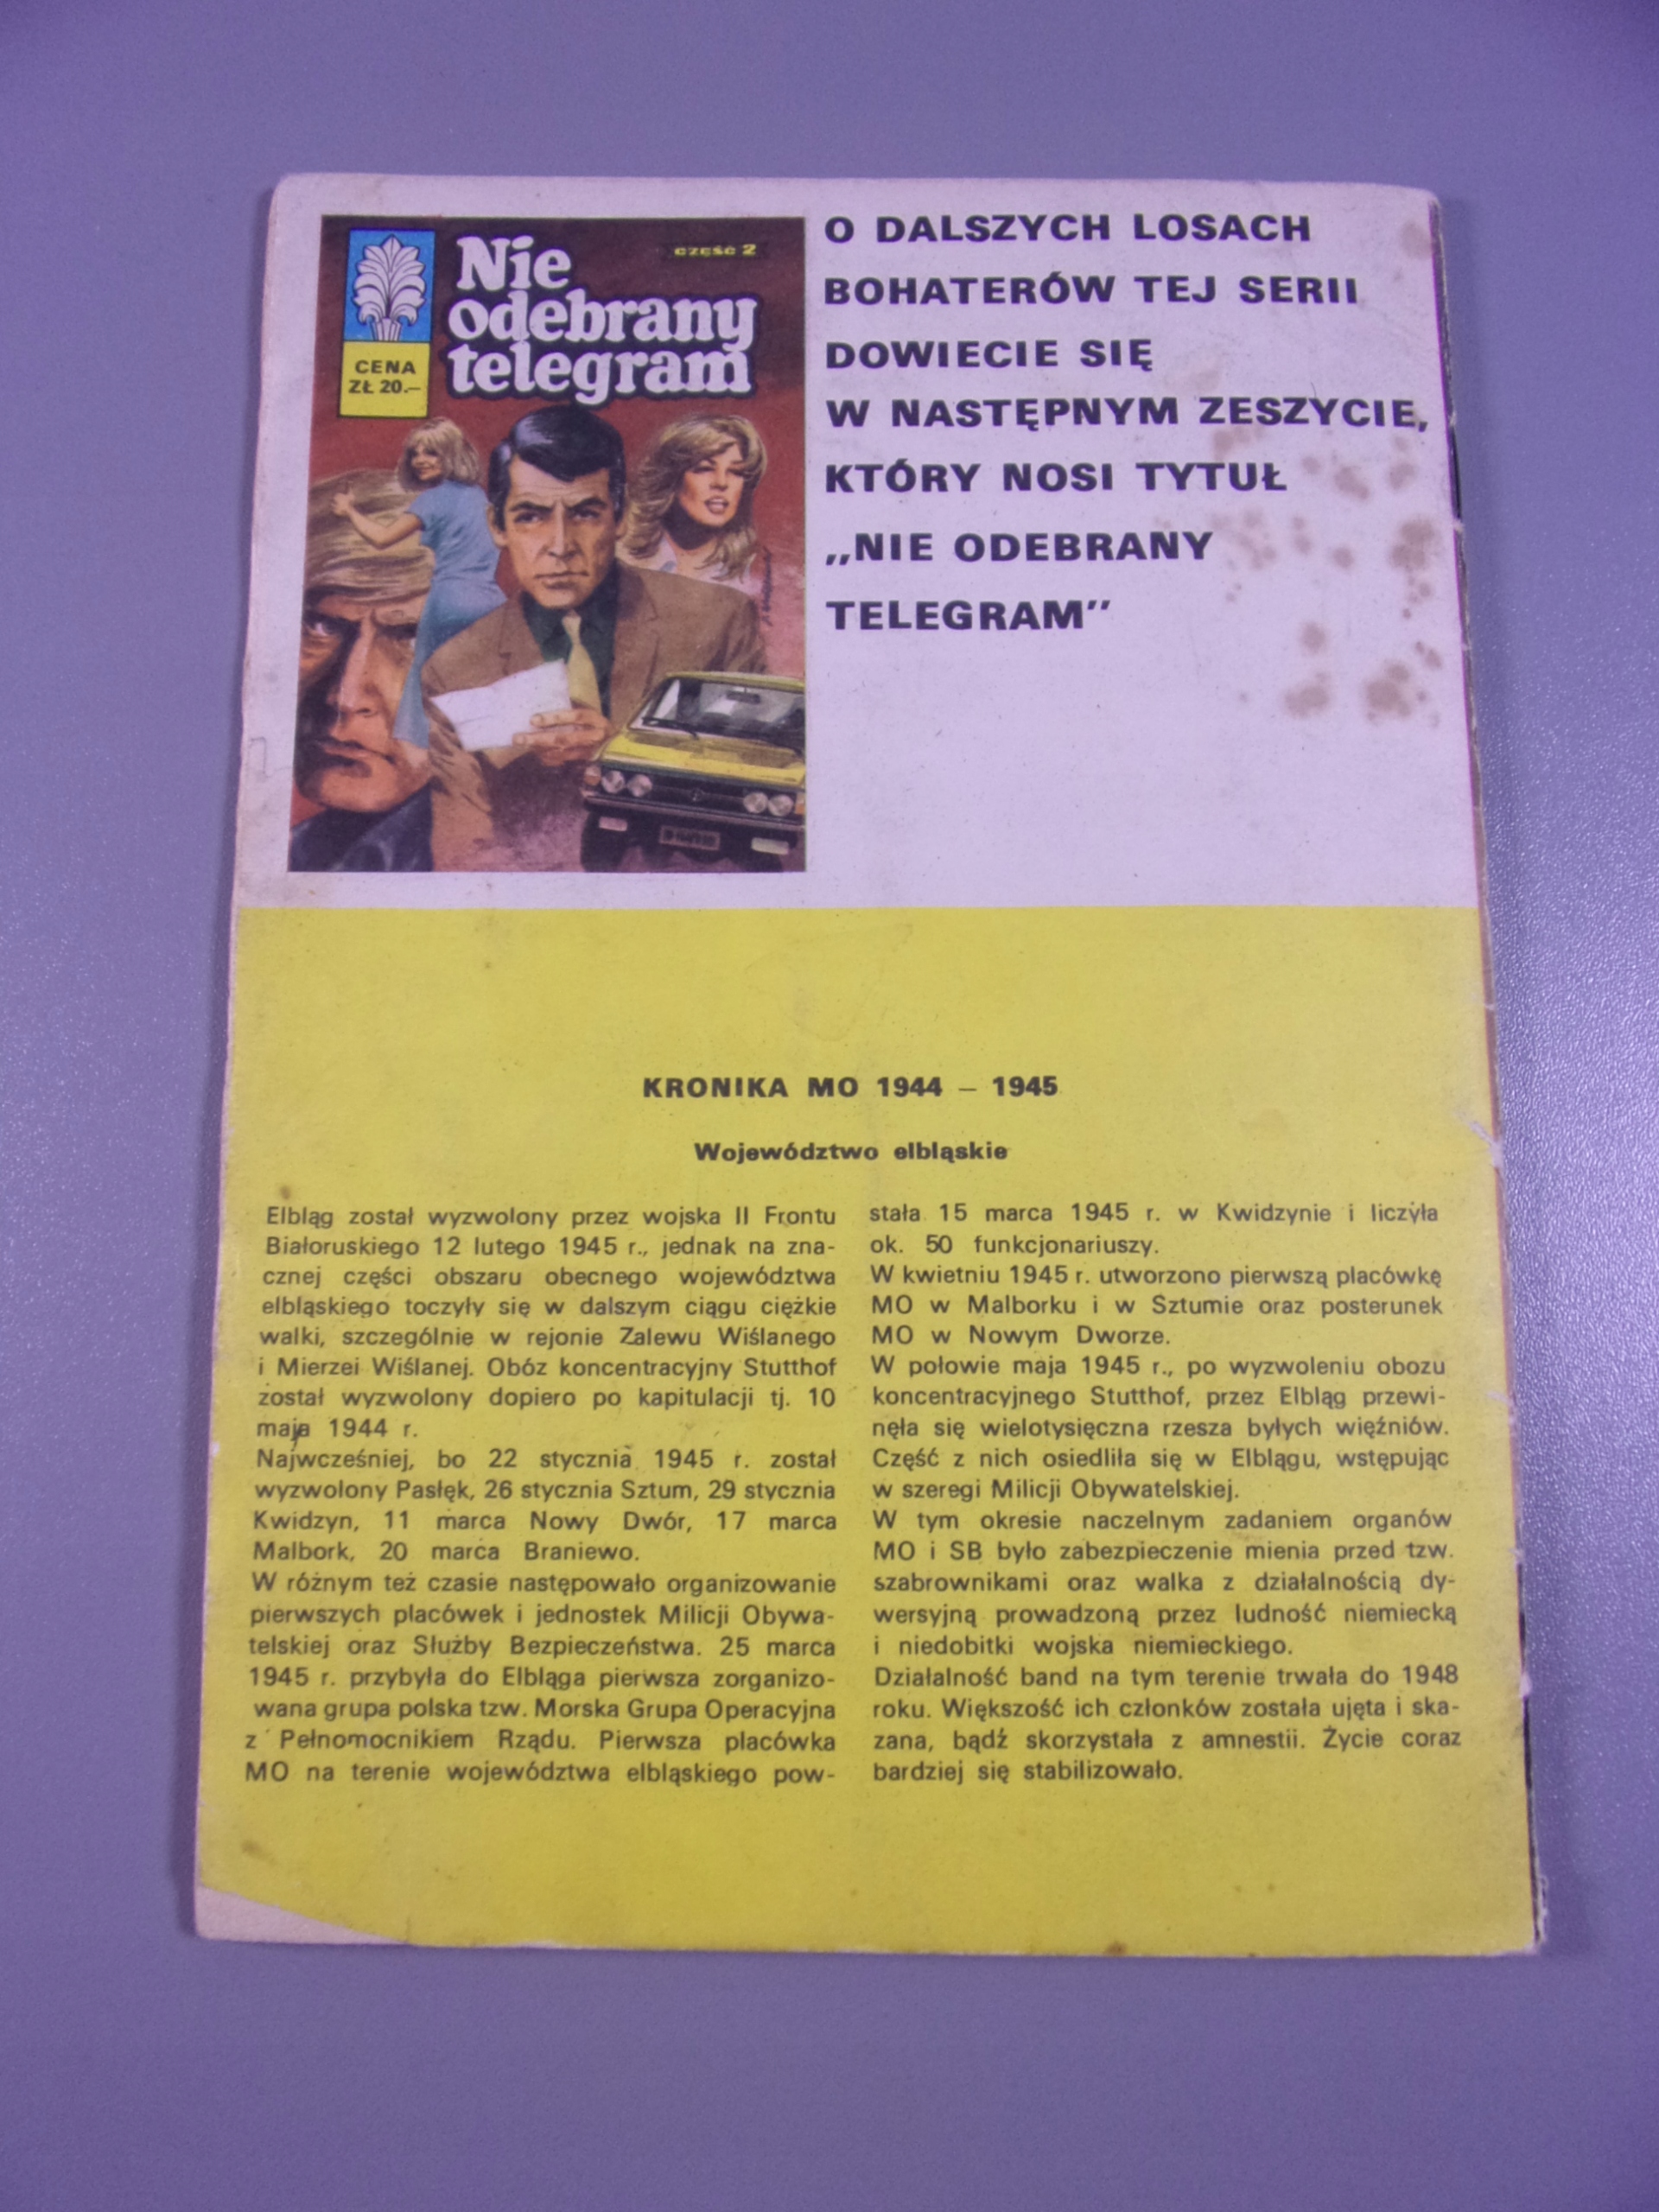 Nie
odebrany
telegram
część 2
CENA
ZŁ 20.—
O DALSZYCH LOSACH
BOHATERÓW TEJ SERII
DOWIECIE SIĘ
W NASTĘPNYM ZESZYCIE,
KTÓRY NOSI TYTUŁ
„NIE ODEBRANY
TELEGRAM”
KRONIKA MO 1944 – 1945
Województwo elbląskie
Elbląg został wyzwolony przez wojska II Frontu
Białoruskiego 12 lutego 1945 r., jednak na zna-
cznej części obszaru obecnego województwa
elbląskiego toczyły się w dalszym ciągu ciężkie
walki, szczególnie w rejonie Zalewu Wiślanego
i Mierzei Wiślanej. Obóz koncentracyjny Stutthof
został wyzwolony dopiero po kapitulacji tj. 10
maja 1944 r.
Najwcześniej, bo 22 stycznia 1945 r. został
wyzwolony Pasłęk, 26 stycznia Sztum, 29 stycznia
Kwidzyn, 11 marca Nowy Dwór, 17 marca
Malbork, 20 marca Braniewo.
W różnym też czasie następowało organizowanie
pierwszych placówek i jednostek Milicji Obywa-
telskiej oraz Służby Bezpieczeństwa. 25 marca
1945 r. przybyła do Elbląga pierwsza zorganizo-
wana grupa polska tzw. Morska Grupa Operacyjna
z Pełnomocnikiem Rządu. Pierwsza placówka
MO na terenie województwa elbląskiego pow-
stała 15 marca 1945 r. w Kwidzynie i liczyła
ok. 50 funkcjonariuszy.
W kwietniu 1945 r. utworzono pierwszą placówkę
MO w Malborku i w Sztumie oraz posterunek
MO w Nowym Dworze.
W połowie maja 1945 r., po wyzwoleniu obozu
koncentracyjnego Stutthof, przez Elbląg przewi-
nęła się wielotysięczna rzesza byłych więźniów.
Część z nich osiedliła się w Elblągu, wstępując
w szeregi Milicji Obywatelskiej.
W tym okresie naczelnym zadaniem organów
MO i SB było zabezpieczenie mienia przed tzw.
szabrownikami oraz walka z działalnością dy-
wersyjną prowadzoną przez ludność niemiecką
i niedobitki wojska niemieckiego.
Działalność band na tym terenie trwała do 1948
roku. Większość ich członków została ujęta i ska-
zana, bądź skorzystała z amnestii. Życie coraz
bardziej się stabilizowało.